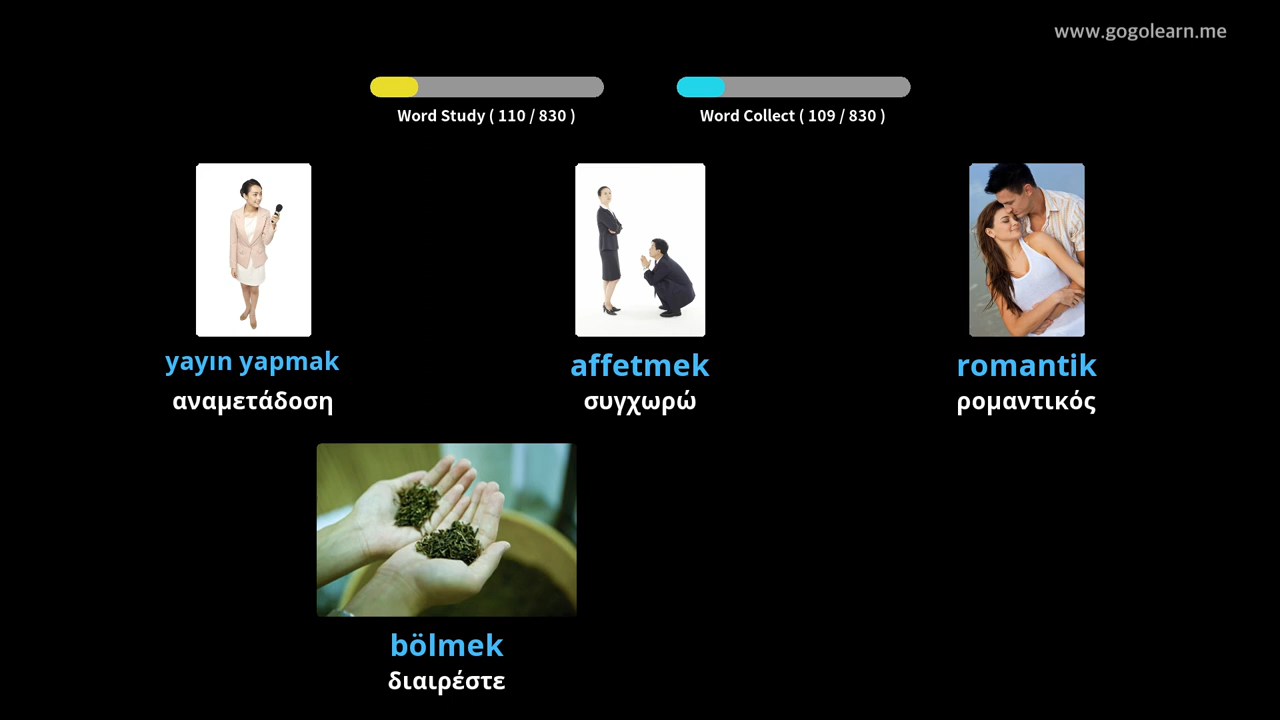 www.gogolearn.me
Word Study ( 110 / 830 )
Word Collect ( 109 / 830 )
yayın yapmak
αναμετάδοση
affetmek
συγχωρώ
romantik
ρομαντικός
bölmek
διαιρέστε